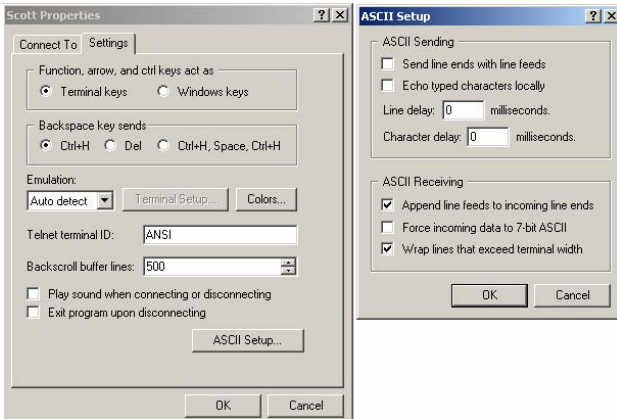 Scott Properties
Connect To Settings
Function, arrow, and ctrl keys act as
Terminal keys Windows keys
Backspace key sends
Ctrl+H Del Ctrl+H, Space, Ctrl+H
Emulation:
Auto detect Terminal Setup... Colors...
Telnet terminal ID: ANSI
Backscroll buffer lines: 500
Play sound when connecting or disconnecting
Exit program upon disconnecting
ASCII Setup...
OK Cancel
ASCII Setup
ASCII Sending
Send line ends with line feeds
Echo typed characters locally
Line delay: 0 milliseconds.
Character delay: 0 milliseconds.
ASCII Receiving
Append line feeds to incoming line ends
Force incoming data to 7-bit ASCII
Wrap lines that exceed terminal width
OK Cancel